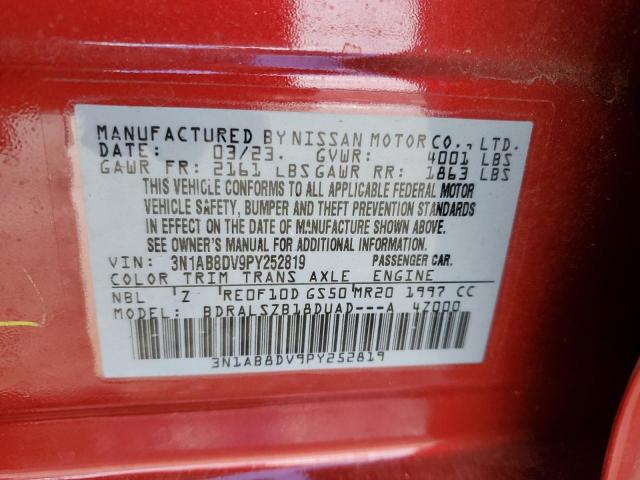 MANUFACTURED BY NISSAN MOTOR CO., LTD.
DATE: 03/23. GVWR: 4001 LBS
GAWR FR: 2161 LBS GAWR RR: 1863 LBS
THIS VEHICLE CONFORMS TO ALL APPLICABLE FEDERAL MOTOR
VEHICLE SAFETY, BUMPER AND THEFT PREVENTION STANDARDS
IN EFFECT ON THE DATE OF MANUFACTURE SHOWN ABOVE.
SEE OWNER'S MANUAL FOR ADDITIONAL INFORMATION.
VIN: 3N1AB8DV9PY252819 PASSENGER CAR.
COLOR TRIM TRANS AXLE ENGINE
NBL Z RE0F10D GS50 MR20 1997 CC
MODEL: BDRALSZB18DUAD---A 4Z000
3N1AB8DV9PY252819